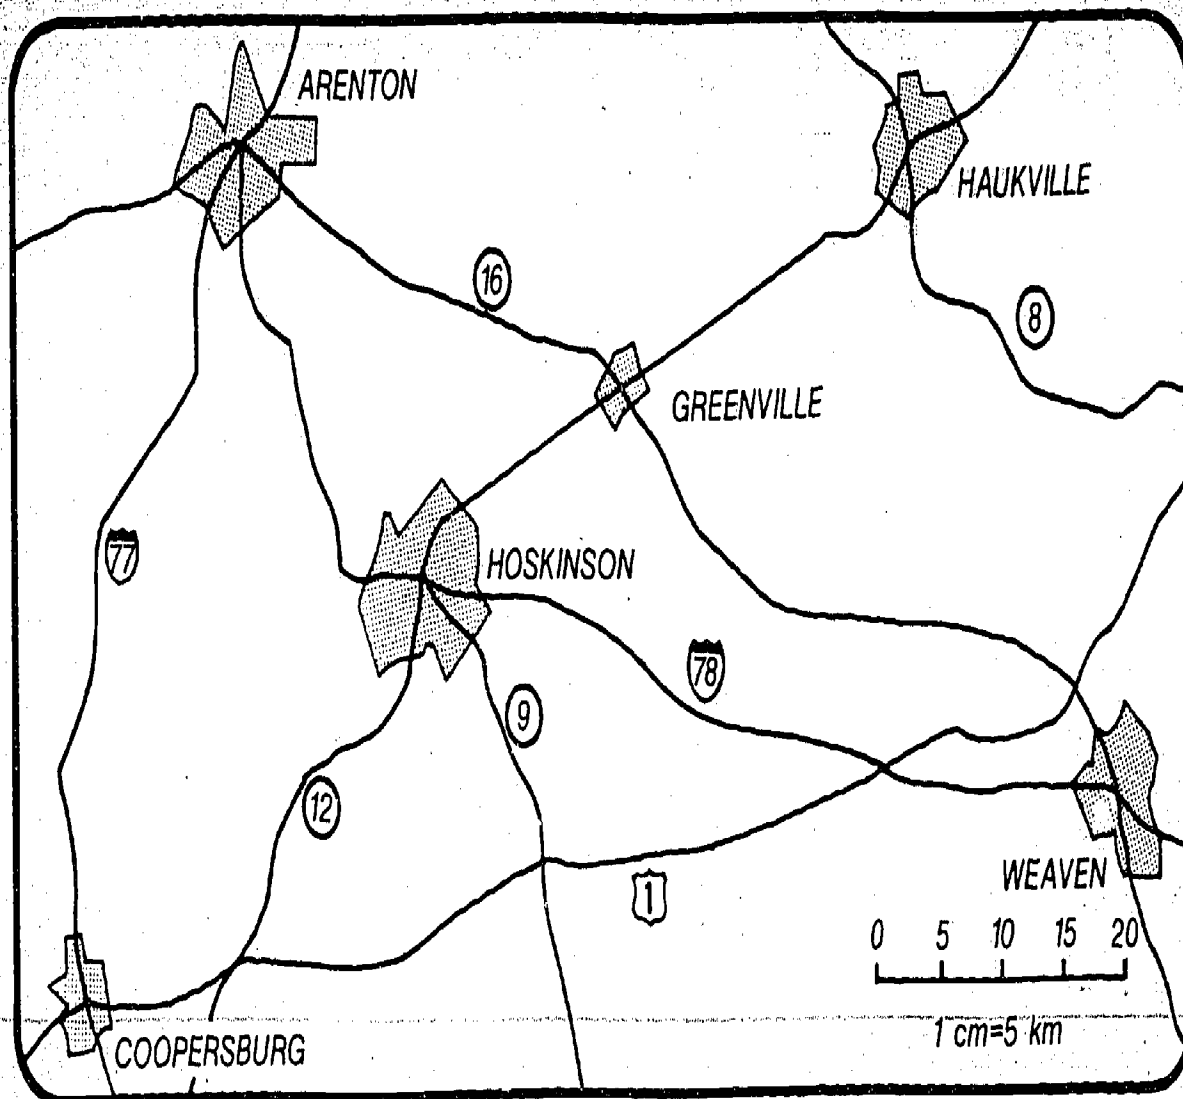 ARENTON
HAUKVILLE
16
8
GREENVILLE
77
HOSKINSON
78
9
12
1
WEAVEN
0 5 10 15 20
1 cm=5 km
COOPERSBURG